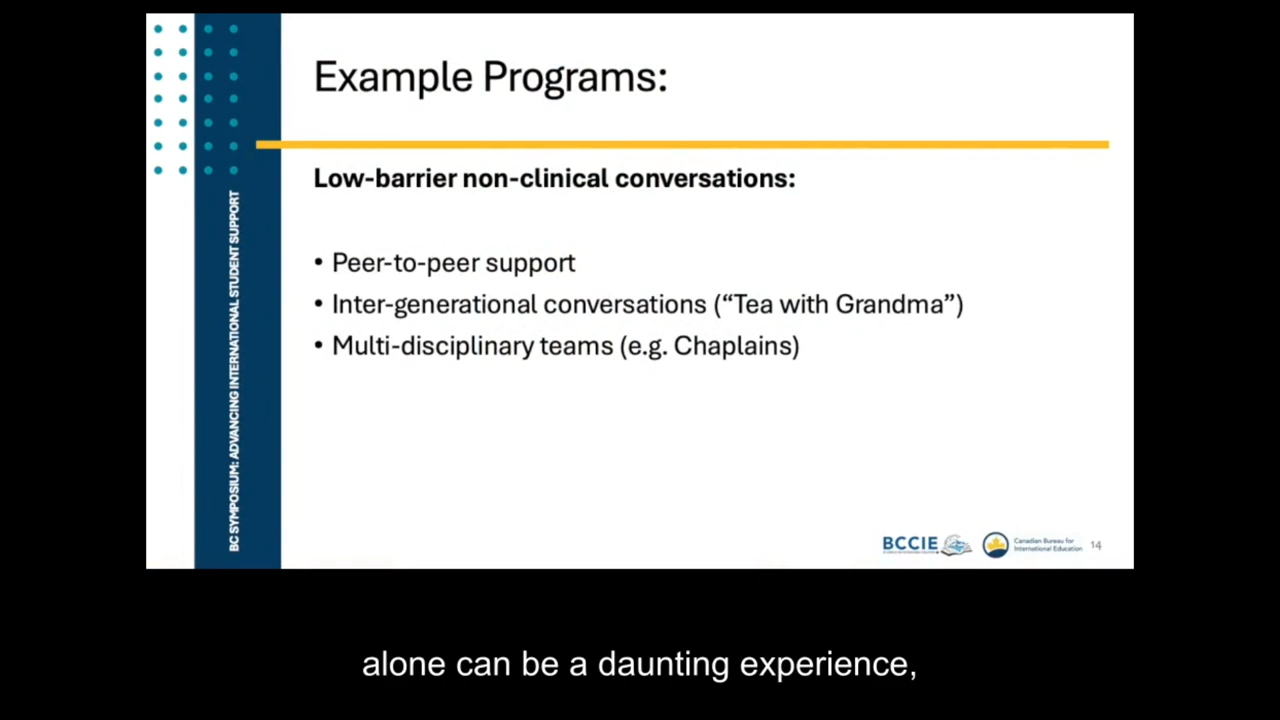 Example Programs:
Low-barrier non-clinical conversations:
• Peer-to-peer support
• Inter-generational conversations (“Tea with Grandma”)
• Multi-disciplinary teams (e.g. Chaplains)
BC SYMPOSIUM: ADVANCING INTERNATIONAL STUDENT SUPPORT
BCCIE
Canadian Bureau for
International Education
14
alone can be a daunting experience,